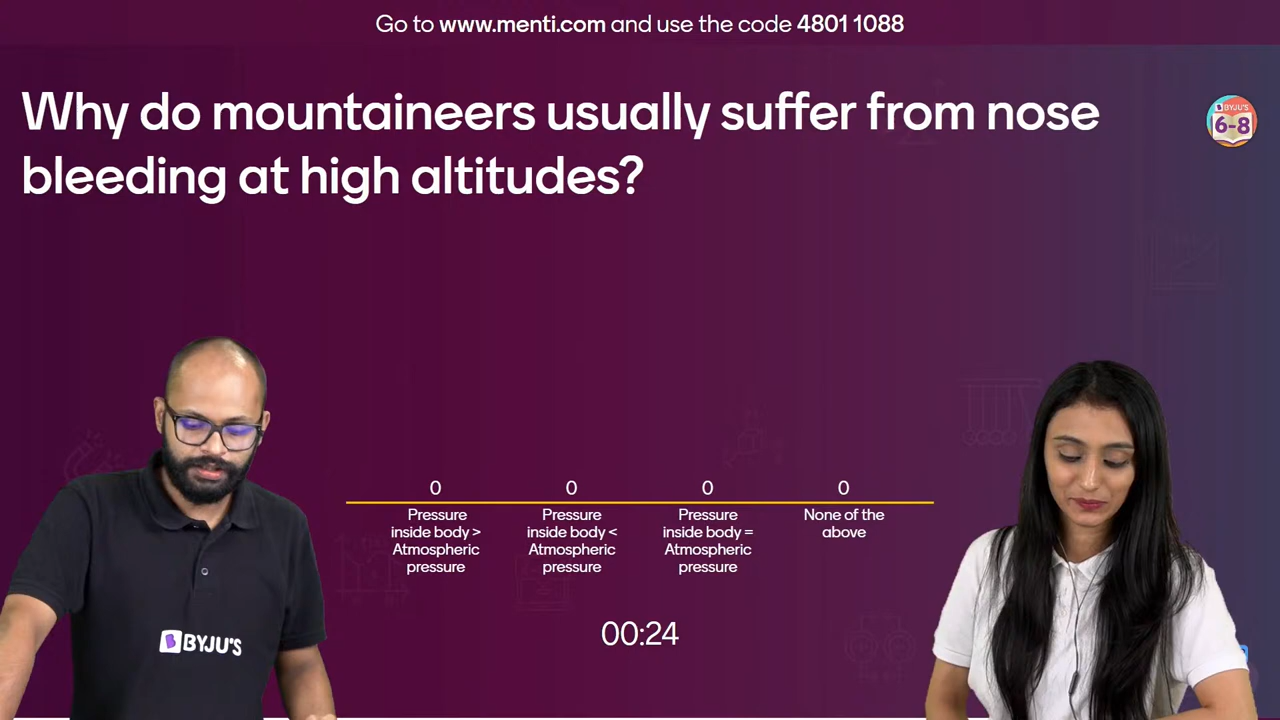 Go to www.menti.com and use the code 4801 1088
Why do mountaineers usually suffer from nose
bleeding at high altitudes?
BYJU'S
6-8
0
0
0
0
Pressure
inside body >
Atmospheric
pressure
Pressure
inside body <
Atmospheric
pressure
Pressure
inside body =
Atmospheric
pressure
None of the
above
00:24
BYJU'S